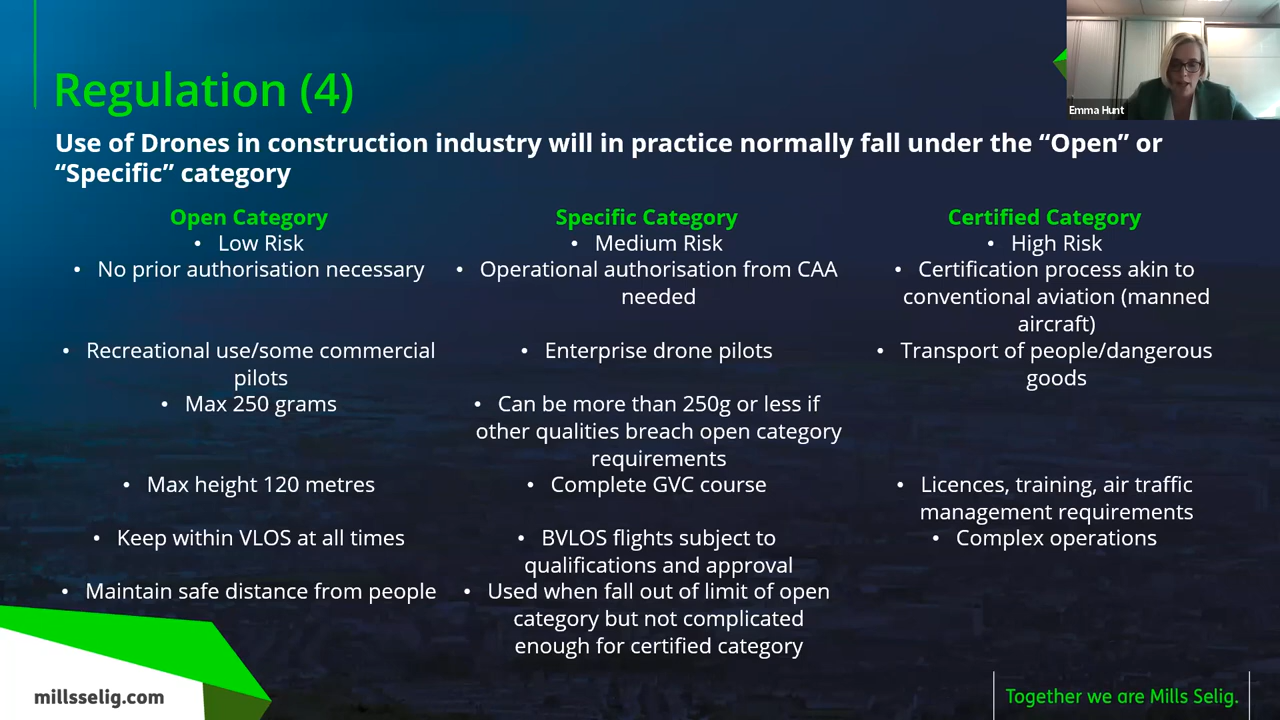 Regulation (4)
Emma Hunt
Use of Drones in construction industry will in practice normally fall under the “Open” or
“Specific” category
Open Category
• Low Risk
• No prior authorisation necessary
• Recreational use/some commercial
pilots
• Max 250 grams
• Max height 120 metres
• Keep within VLOS at all times
• Maintain safe distance from people
Specific Category
• Medium Risk
• Operational authorisation from CAA
needed
• Enterprise drone pilots
• Can be more than 250g or less if
other qualities breach open category
requirements
• Complete GVC course
• BVLOS flights subject to
qualifications and approval
• Used when fall out of limit of open
category but not complicated
enough for certified category
Certified Category
• High Risk
• Certification process akin to
conventional aviation (manned
aircraft)
• Transport of people/dangerous
goods
• Licences, training, air traffic
management requirements
• Complex operations
millsselig.com
Together we are Mills Selig.